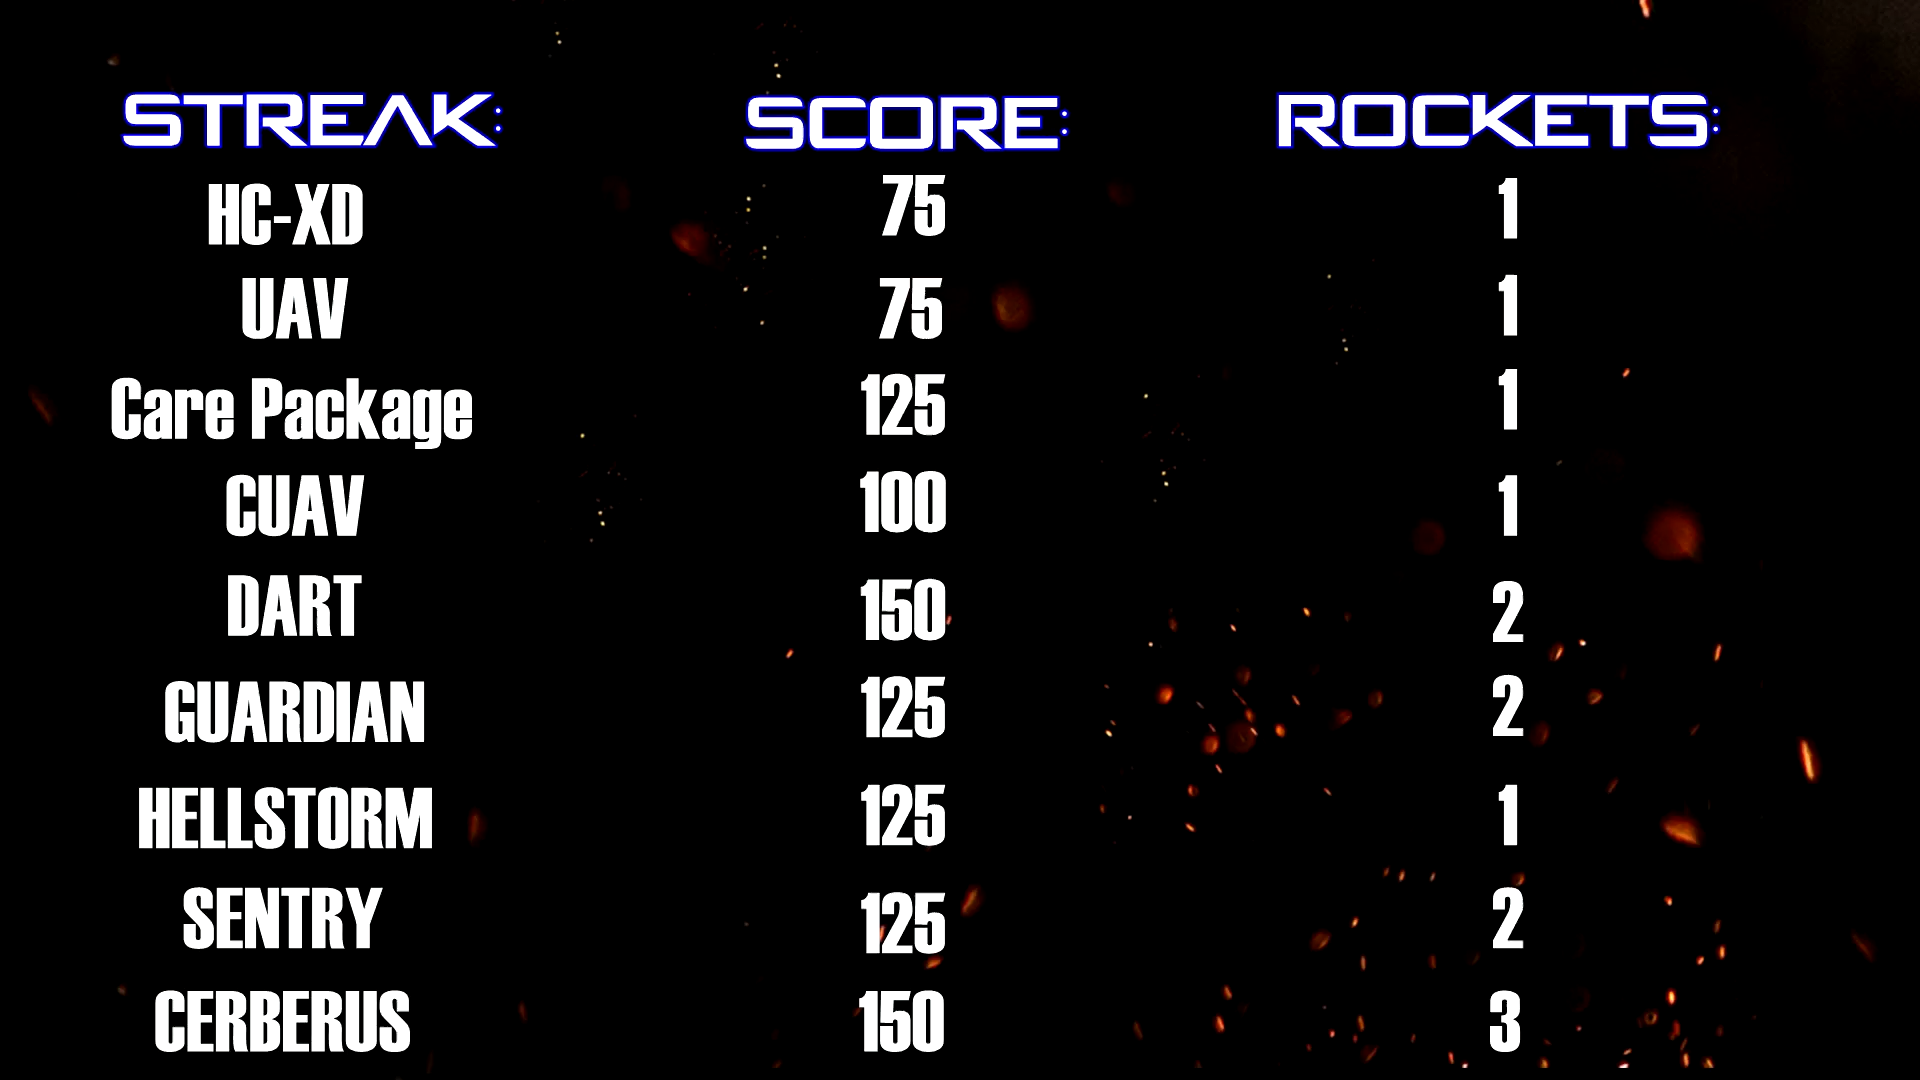 STREAK: SCORE: ROCKETS:
HC-XD 75 1
UAV 75 1
Care Package 125 1
CUAV 100 1
DART 150 2
GUARDIAN 125 2
HELLSTORM 125 1
SENTRY 125 2
CERBERUS 150 3